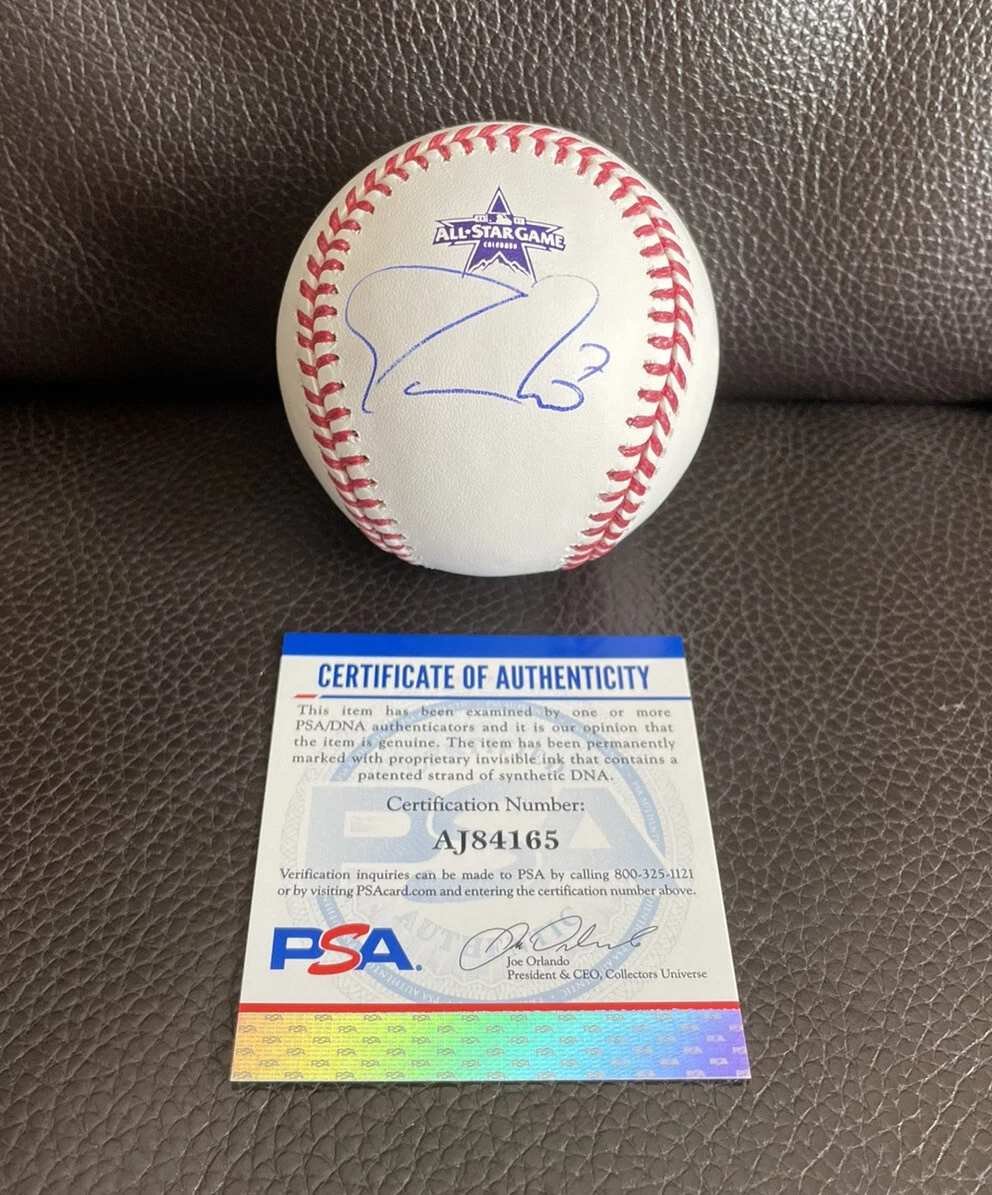 ALL★STAR GAME
COLORADO
CERTIFICATE OF AUTHENTICITY
This item has been examined by one or more
PSA/DNA authenticators and it is our opinion that
the item is genuine. The item has been permanently
marked with proprietary invisible ink that contains a
patented strand of synthetic DNA.
Certification Number:
AJ84165
Verification inquiries can be made to PSA by calling 800-325-1121
or by visiting PSAcard.com and entering the certification number above.
PSA.
Joe Orlando
President & CEO, Collectors Universe